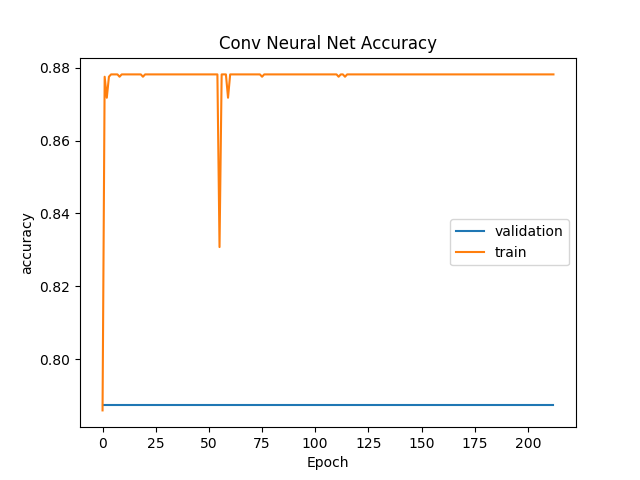 Conv Neural Net Accuracy
0.88
0.86
0.84
0.82
0.80
accuracy
validation
train
0 25 50 75 100 125 150 175 200
Epoch